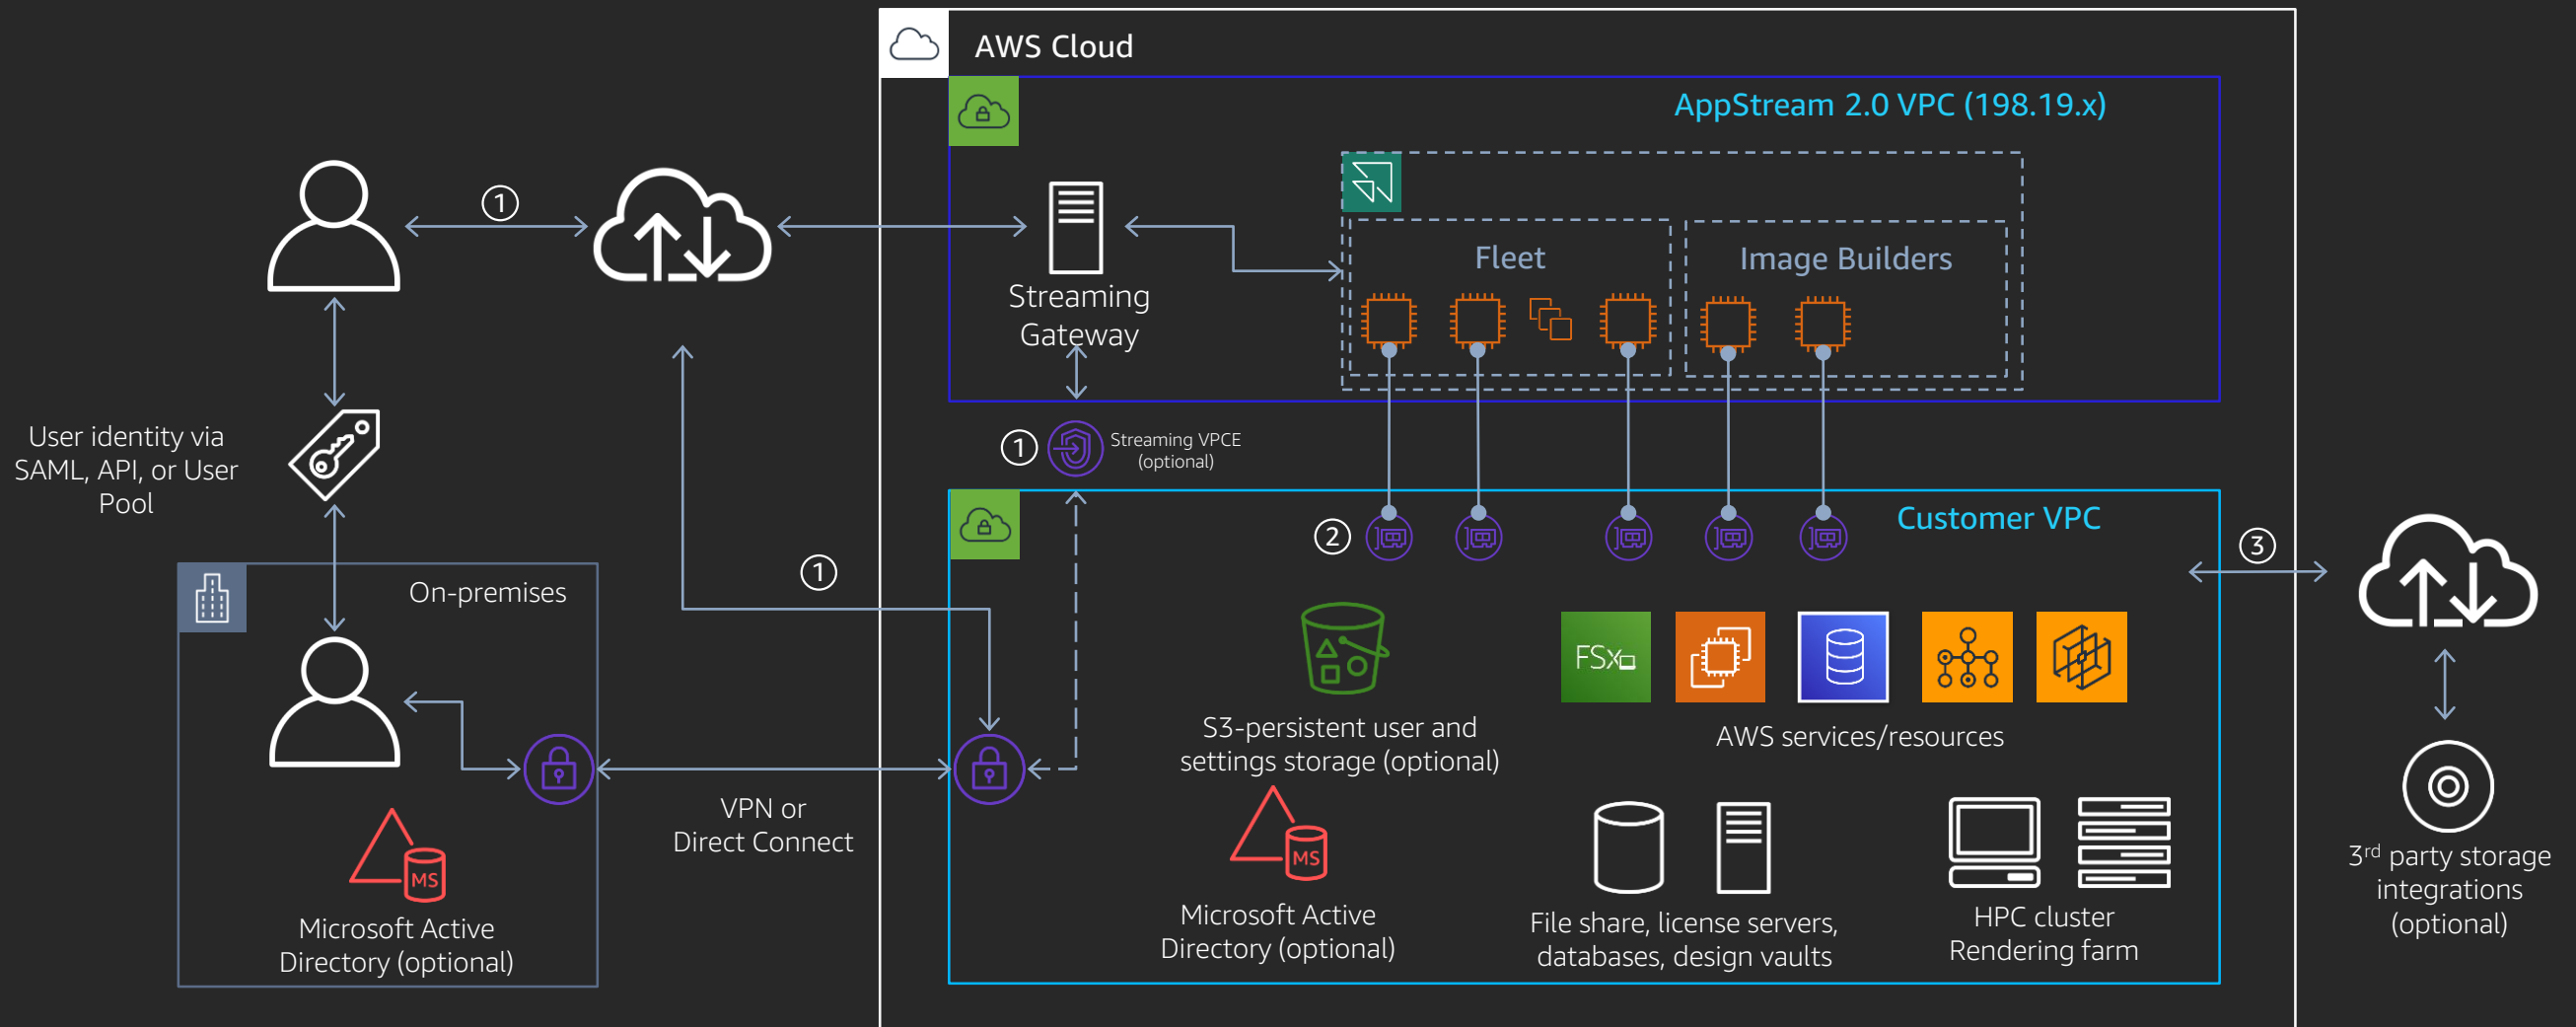 AWS Cloud
AppStream 2.0 VPC (198.19.x)
1
Streaming
Gateway
Fleet
Image Builders
User identity via
SAML, API, or User
Pool
1
Streaming VPCE
(optional)
On-premises
1
2
Customer VPC
3
FSx
S3-persistent user and
settings storage (optional)
AWS services/resources
VPN or
Direct Connect
MS
Microsoft Active
Directory (optional)
MS
Microsoft Active
Directory (optional)
File share, license servers,
databases, design vaults
HPC cluster
Rendering farm
3rd party storage
integrations
(optional)